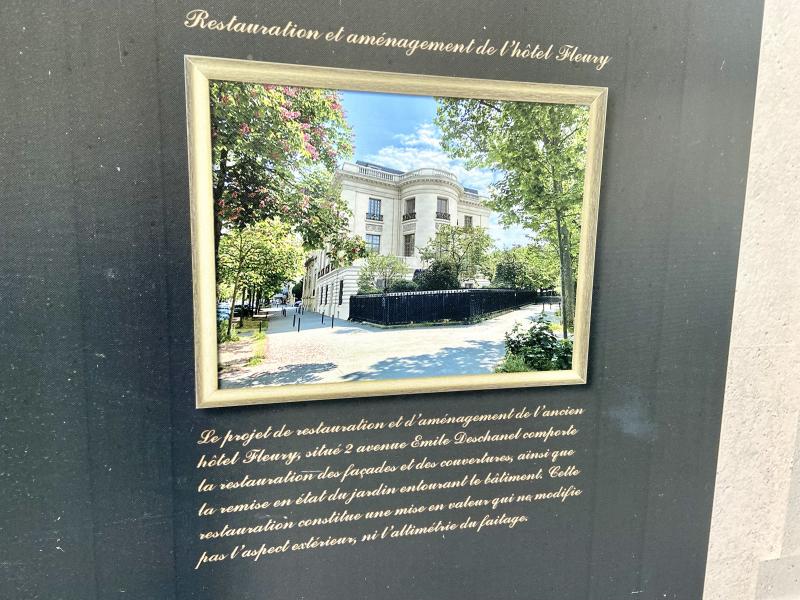 Restauration et aménagement de l'hôtel Fleury
Le projet de restauration et d'aménagement de l'ancien
hôtel Fleury, situé 2 avenue Emile Deschanel comporte
la restauration des façades et des couvertures, ainsi que
la remise en état du jardin entourant le bâtiment. Cette
restauration constitue une mise en valeur qui ne modifie
pas l'aspect extérieur, ni l'altimétrie du faitage.